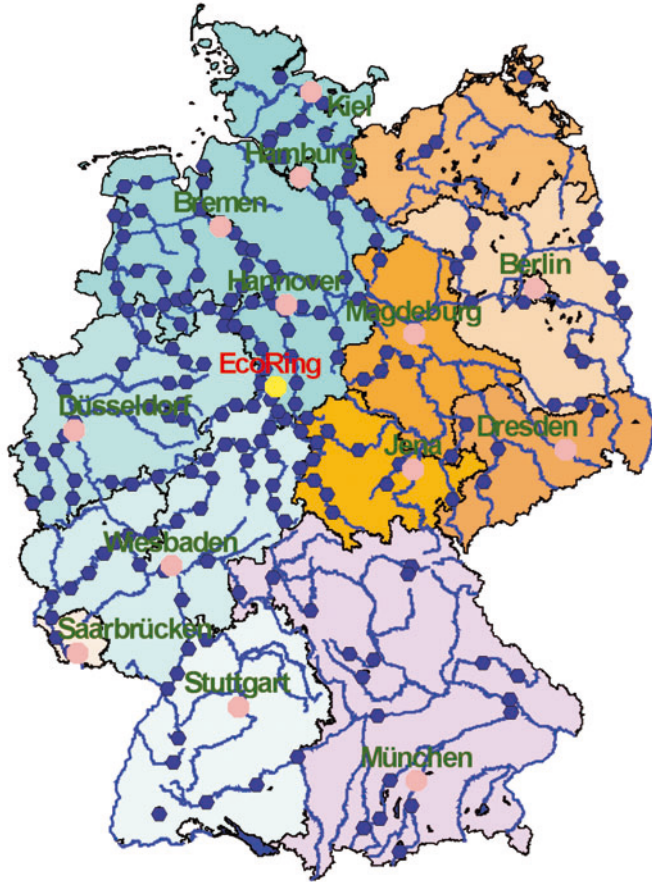 Kiel
Hamburg
Bremen
Hannover
Berlin
Magdeburg
EcoRing
Düsseldorf
Dresden
Jena
Wiesbaden
Saarbrücken
Stuttgart
München